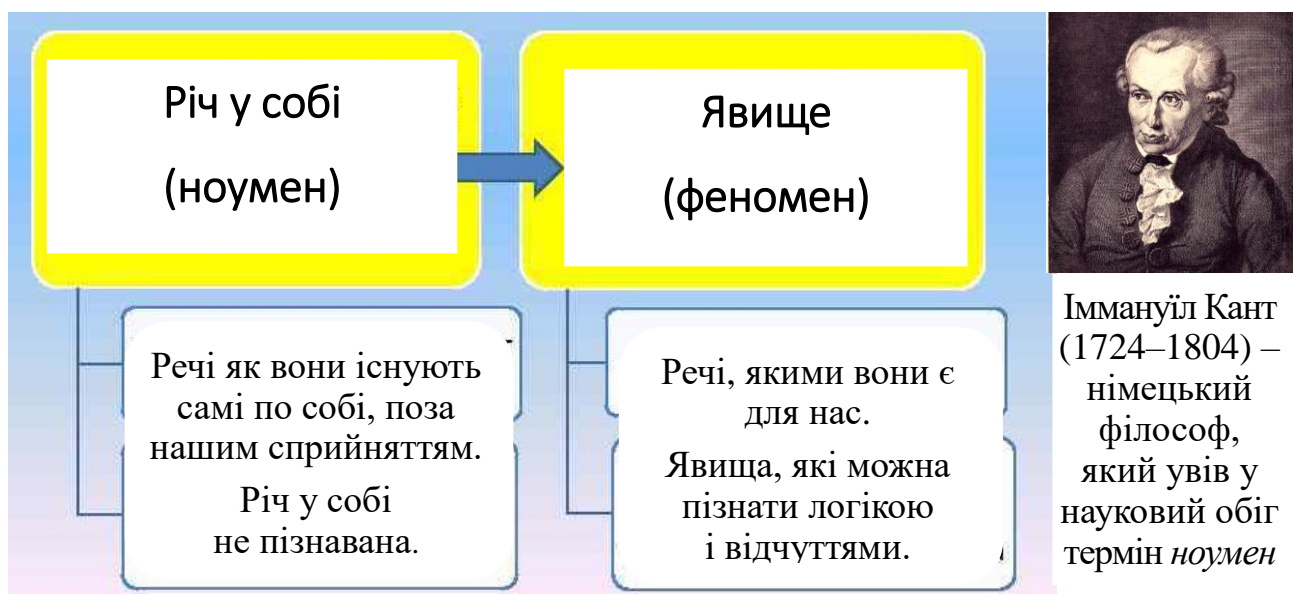 Річ у собі
(ноумен)
Явище
(феномен)
Речі як вони існують
самі по собі, поза
нашим сприйняттям.
Річ у собі
не пізнавана.
Речі, якими вони є
для нас.
Явища, які можна
пізнати логікою
і відчуттями.
Іммануїл Кант
(1724–1804) –
німецький
філософ,
який увів у
науковий обіг
термін ноумен